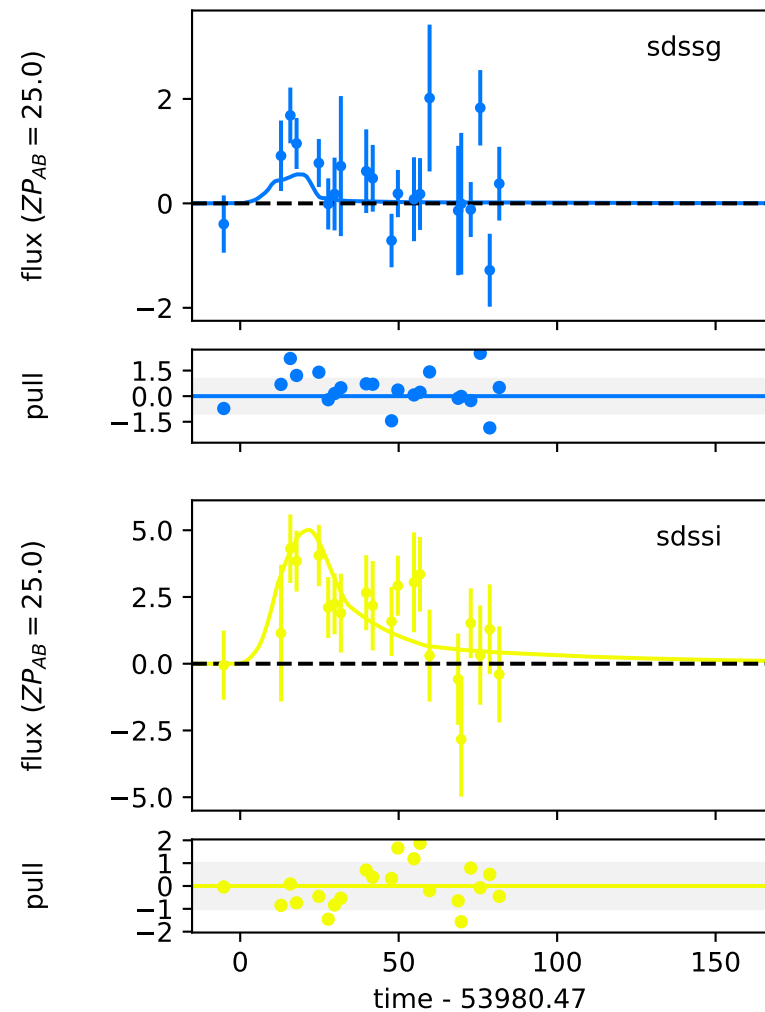 sdssg
flux (ZP_AB = 25.0)
2
0
−2
pull
1.5
0.0
−1.5
sdssi
flux (ZP_AB = 25.0)
5.0
2.5
0.0
−2.5
−5.0
pull
2
1
0
−1
−2
0 50 100 150
time - 53980.47